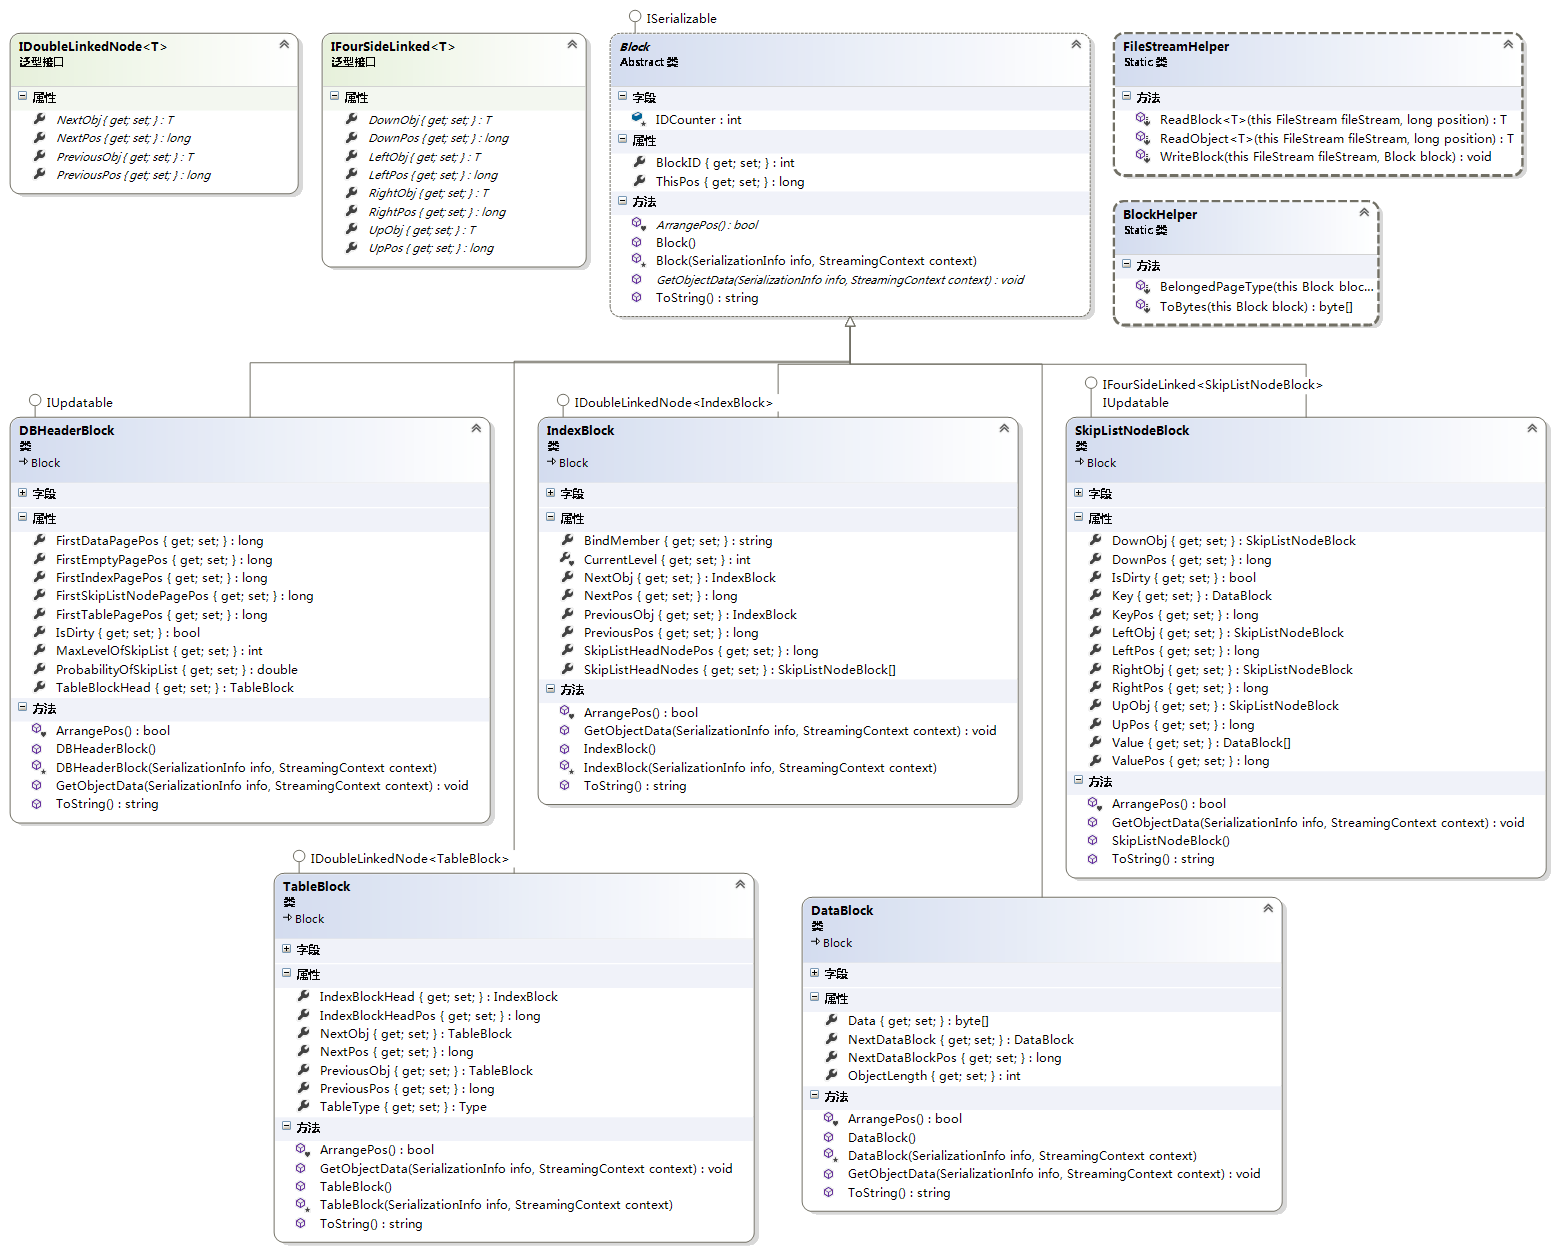 IDoubleLinkedNode<T>
泛型接口
属性
NextObj { get; set; } : T
NextPos { get; set; } : long
PreviousObj { get; set; } : T
PreviousPos { get; set; } : long
IFourSideLinked<T>
泛型接口
属性
DownObj { get; set; } : T
DownPos { get; set; } : long
LeftObj { get; set; } : T
LeftPos { get; set; } : long
RightObj { get; set; } : T
RightPos { get; set; } : long
UpObj { get; set; } : T
UpPos { get; set; } : long
ISerializable
Block
Abstract 类
字段
IDCounter : int
属性
BlockID { get; set; } : int
ThisPos { get; set; } : long
方法
ArrangePos() : bool
Block()
Block(SerializationInfo info, StreamingContext context)
GetObjectData(SerializationInfo info, StreamingContext context) : void
ToString() : string
FileStreamHelper
Static 类
方法
ReadBlock<T>(this FileStream fileStream, long position) : T
ReadObject<T>(this FileStream fileStream, long position) : T
WriteBlock(this FileStream fileStream, Block block) : void
BlockHelper
Static 类
方法
BelongedPageType(this Block bloc...
ToBytes(this Block block) : byte[]
IUpdatable
DBHeaderBlock
类
Block
字段
属性
FirstDataPagePos { get; set; } : long
FirstEmptyPagePos { get; set; } : long
FirstIndexPagePos { get; set; } : long
FirstSkipListNodePagePos { get; set; } : long
FirstTablePagePos { get; set; } : long
IsDirty { get; set; } : bool
MaxLevelOfSkipList { get; set; } : int
ProbabilityOfSkipList { get; set; } : double
TableBlockHead { get; set; } : TableBlock
方法
ArrangePos() : bool
DBHeaderBlock()
DBHeaderBlock(SerializationInfo info, StreamingContext context)
GetObjectData(SerializationInfo info, StreamingContext context) : void
ToString() : string
IDoubleLinkedNode<IndexBlock>
IndexBlock
类
Block
字段
属性
BindMember { get; set; } : string
CurrentLevel { get; set; } : int
NextObj { get; set; } : IndexBlock
NextPos { get; set; } : long
PreviousObj { get; set; } : IndexBlock
PreviousPos { get; set; } : long
SkipListHeadNodePos { get; set; } : long
SkipListHeadNodes { get; set; } : SkipListNodeBlock[]
方法
ArrangePos() : bool
GetObjectData(SerializationInfo info, StreamingContext context) : void
IndexBlock()
IndexBlock(SerializationInfo info, StreamingContext context)
ToString() : string
IFourSideLinked<SkipListNodeBlock>
IUpdatable
SkipListNodeBlock
类
Block
字段
属性
DownObj { get; set; } : SkipListNodeBlock
DownPos { get; set; } : long
IsDirty { get; set; } : bool
Key { get; set; } : DataBlock
KeyPos { get; set; } : long
LeftObj { get; set; } : SkipListNodeBlock
LeftPos { get; set; } : long
RightObj { get; set; } : SkipListNodeBlock
RightPos { get; set; } : long
UpObj { get; set; } : SkipListNodeBlock
UpPos { get; set; } : long
Value { get; set; } : DataBlock[]
ValuePos { get; set; } : long
方法
ArrangePos() : bool
GetObjectData(SerializationInfo info, StreamingContext context) : void
SkipListNodeBlock()
ToString() : string
IDoubleLinkedNode<TableBlock>
TableBlock
类
Block
字段
属性
IndexBlockHead { get; set; } : IndexBlock
IndexBlockHeadPos { get; set; } : long
NextObj { get; set; } : TableBlock
NextPos { get; set; } : long
PreviousObj { get; set; } : TableBlock
PreviousPos { get; set; } : long
TableType { get; set; } : Type
方法
ArrangePos() : bool
GetObjectData(SerializationInfo info, StreamingContext context) : void
TableBlock()
TableBlock(SerializationInfo info, StreamingContext context)
ToString() : string
DataBlock
类
Block
字段
属性
Data { get; set; } : byte[]
NextDataBlock { get; set; } : DataBlock
NextDataBlockPos { get; set; } : long
ObjectLength { get; set; } : int
方法
ArrangePos() : bool
DataBlock()
DataBlock(SerializationInfo info, StreamingContext context)
GetObjectData(SerializationInfo info, StreamingContext context) : void
ToString() : string